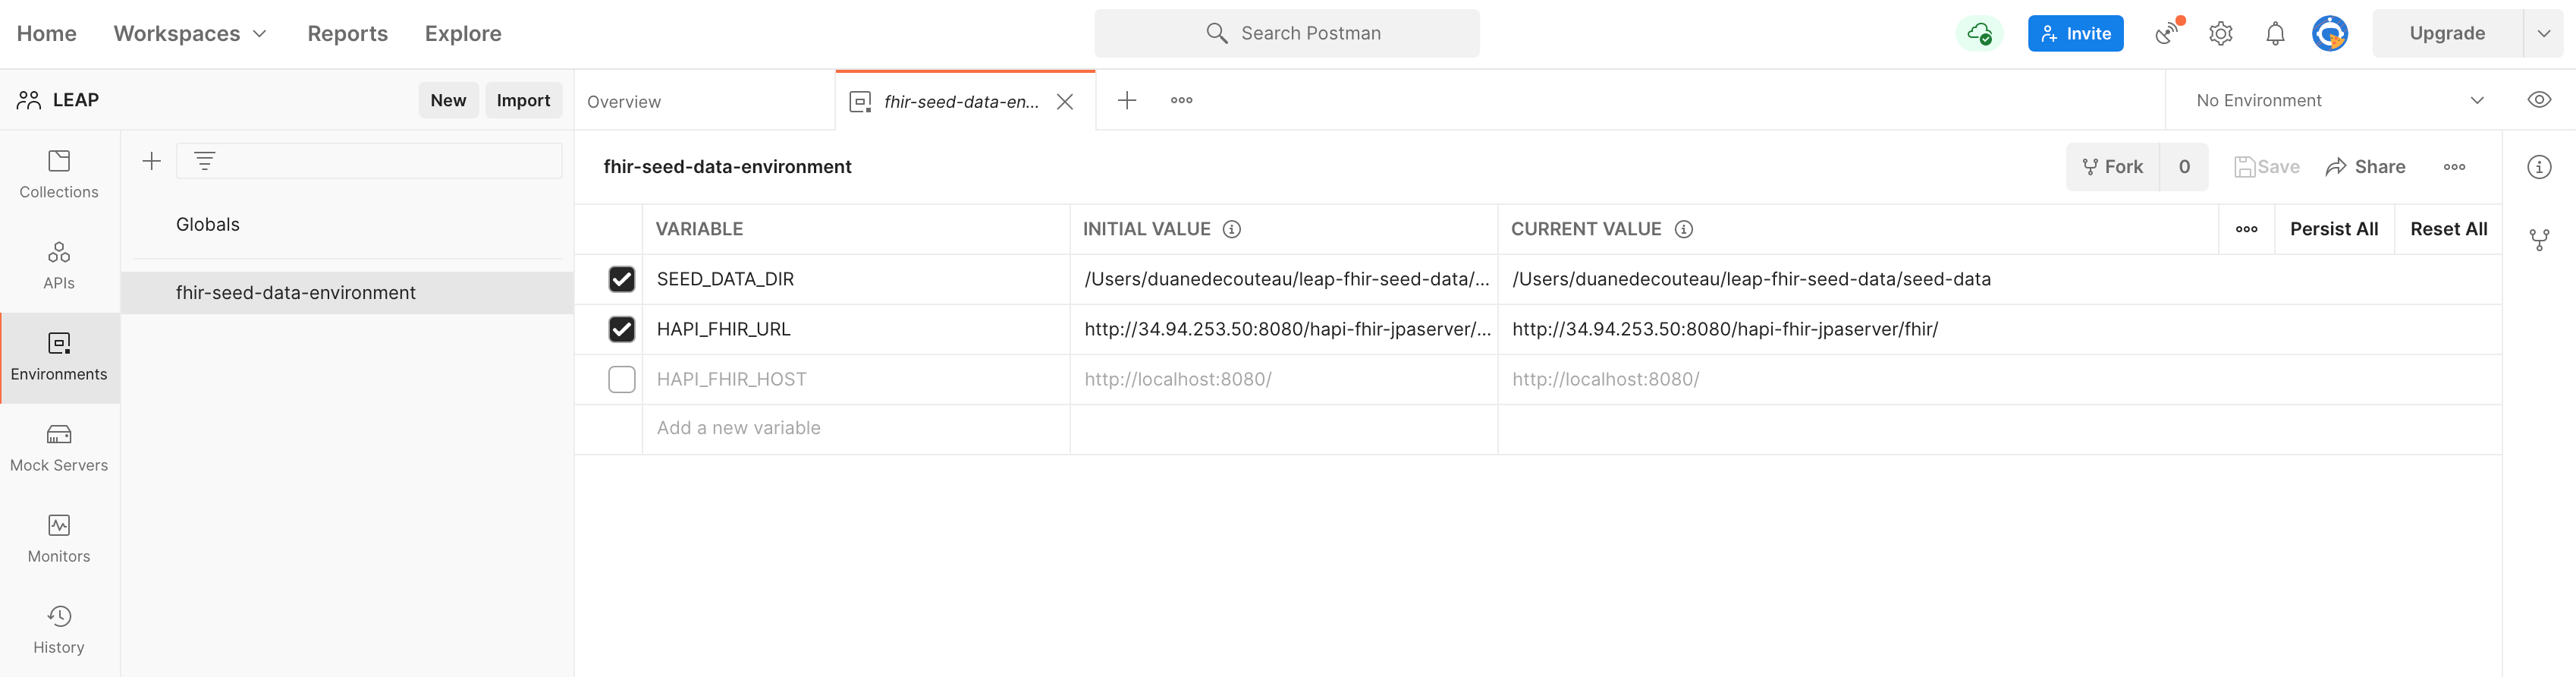 Home Workspaces Reports Explore Search Postman Invite Upgrade
LEAP New Import Overview fhir-seed-data-en... No Environment
Collections
APIs
Environments
Mock Servers
Monitors
History
Globals
fhir-seed-data-environment
fhir-seed-data-environment Fork 0 Save Share
VARIABLE INITIAL VALUE CURRENT VALUE Persist All Reset All
SEED_DATA_DIR /Users/duanedecouteau/leap-fhir-seed-data/... /Users/duanedecouteau/leap-fhir-seed-data/seed-data
HAPI_FHIR_URL http://34.94.253.50:8080/hapi-fhir-jpaserver/... http://34.94.253.50:8080/hapi-fhir-jpaserver/fhir/
HAPI_FHIR_HOST http://localhost:8080/ http://localhost:8080/
Add a new variable